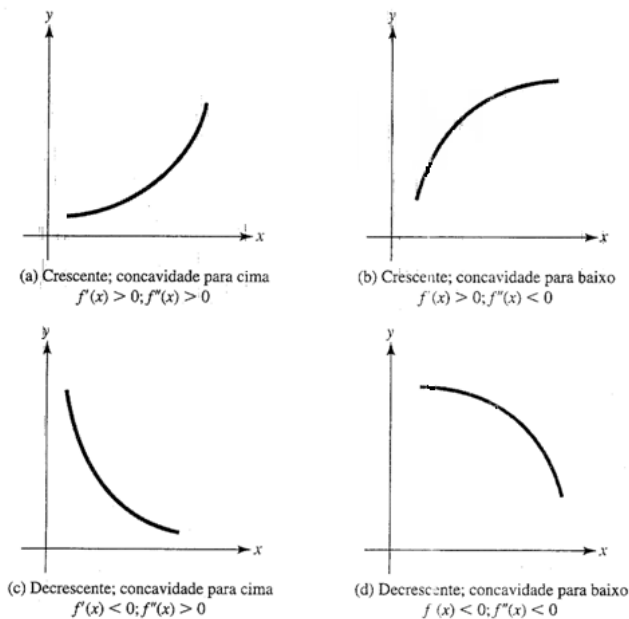 y
y
x
x
(a) Crescente; concavidade para cima
f'(x) > 0; f"(x) > 0
(b) Crescente; concavidade para baixo
f'(x) > 0; f"(x) < 0
y
y
x
x
(c) Decrescente; concavidade para cima
f'(x) < 0; f"(x) > 0
(d) Decrescente; concavidade para baixo
f (x) < 0; f"(x) < 0